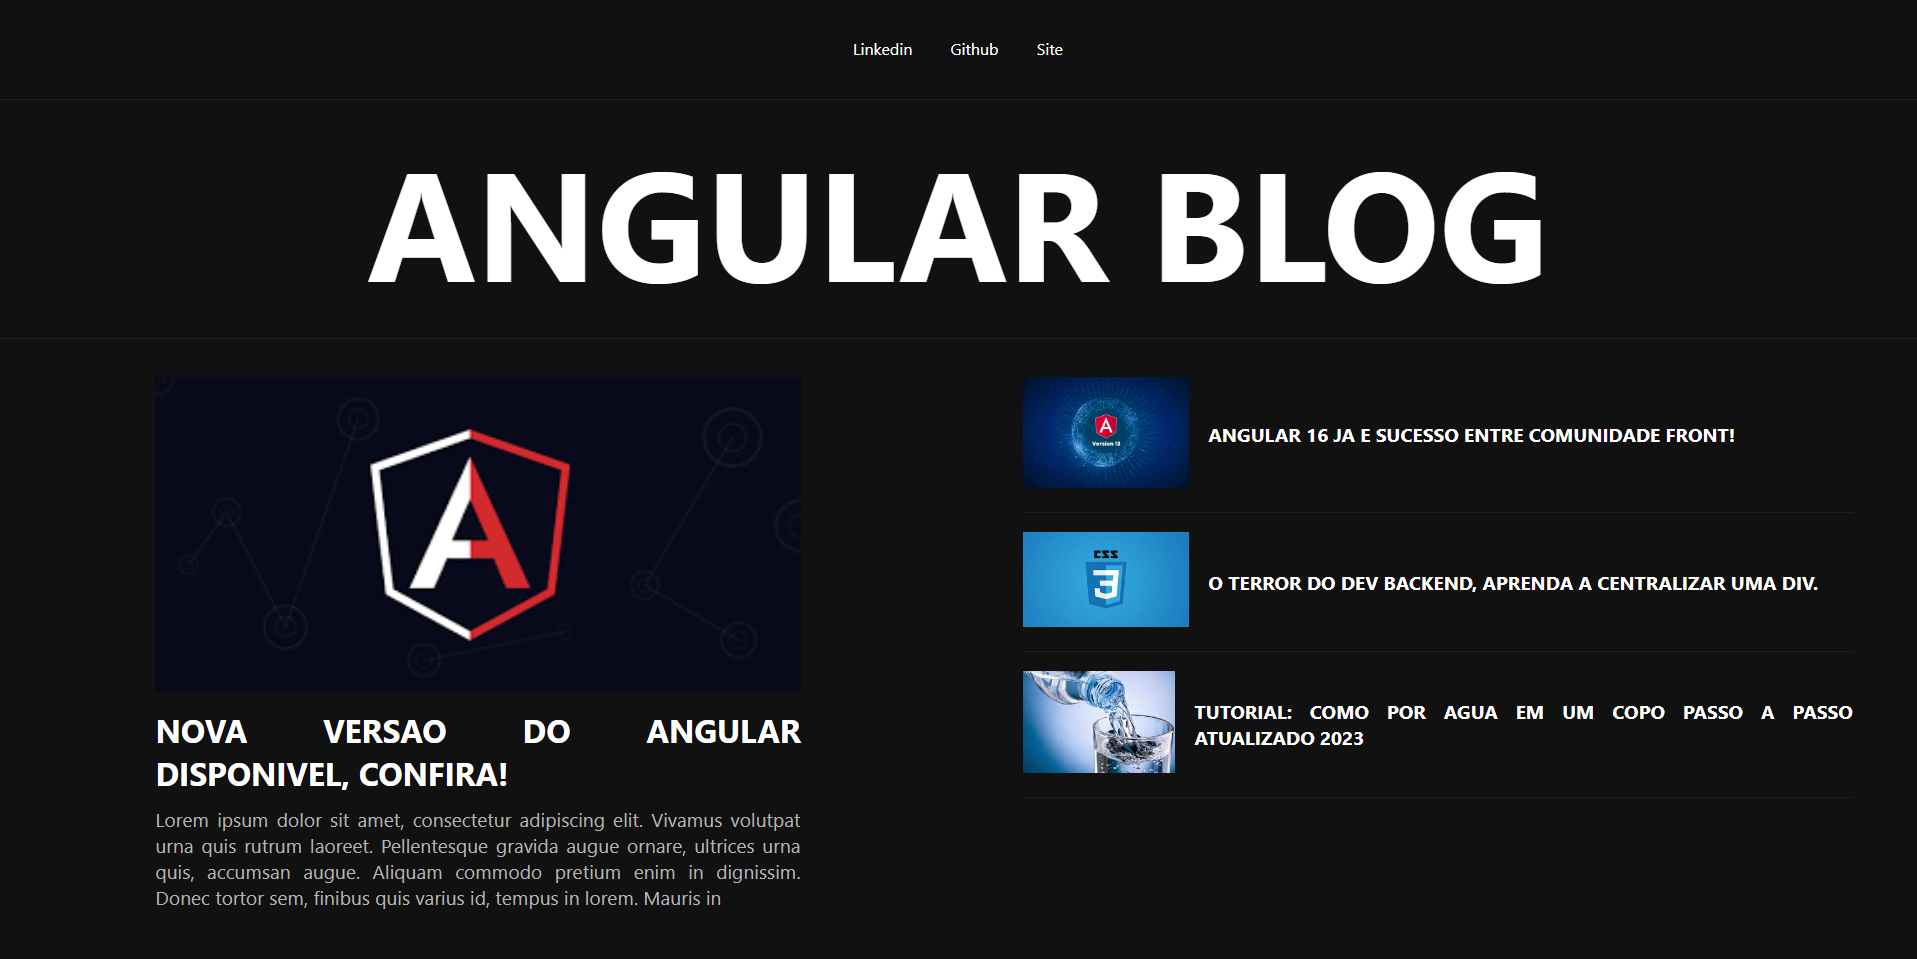 Linkedin Github Site
ANGULAR BLOG
NOVA VERSAO DO ANGULAR
DISPONIVEL, CONFIRA!
Lorem ipsum dolor sit amet, consectetur adipiscing elit. Vivamus volutpat
urna quis rutrum laoreet. Pellentesque gravida augue ornare, ultrices urna
quis, accumsan augue. Aliquam commodo pretium enim in dignissim.
Donec tortor sem, finibus quis varius id, tempus in lorem. Mauris in
A
Version 13
ANGULAR 16 JA E SUCESSO ENTRE COMUNIDADE FRONT!
CSS
3
O TERROR DO DEV BACKEND, APRENDA A CENTRALIZAR UMA DIV.
TUTORIAL: COMO POR AGUA EM UM COPO PASSO A PASSO
ATUALIZADO 2023